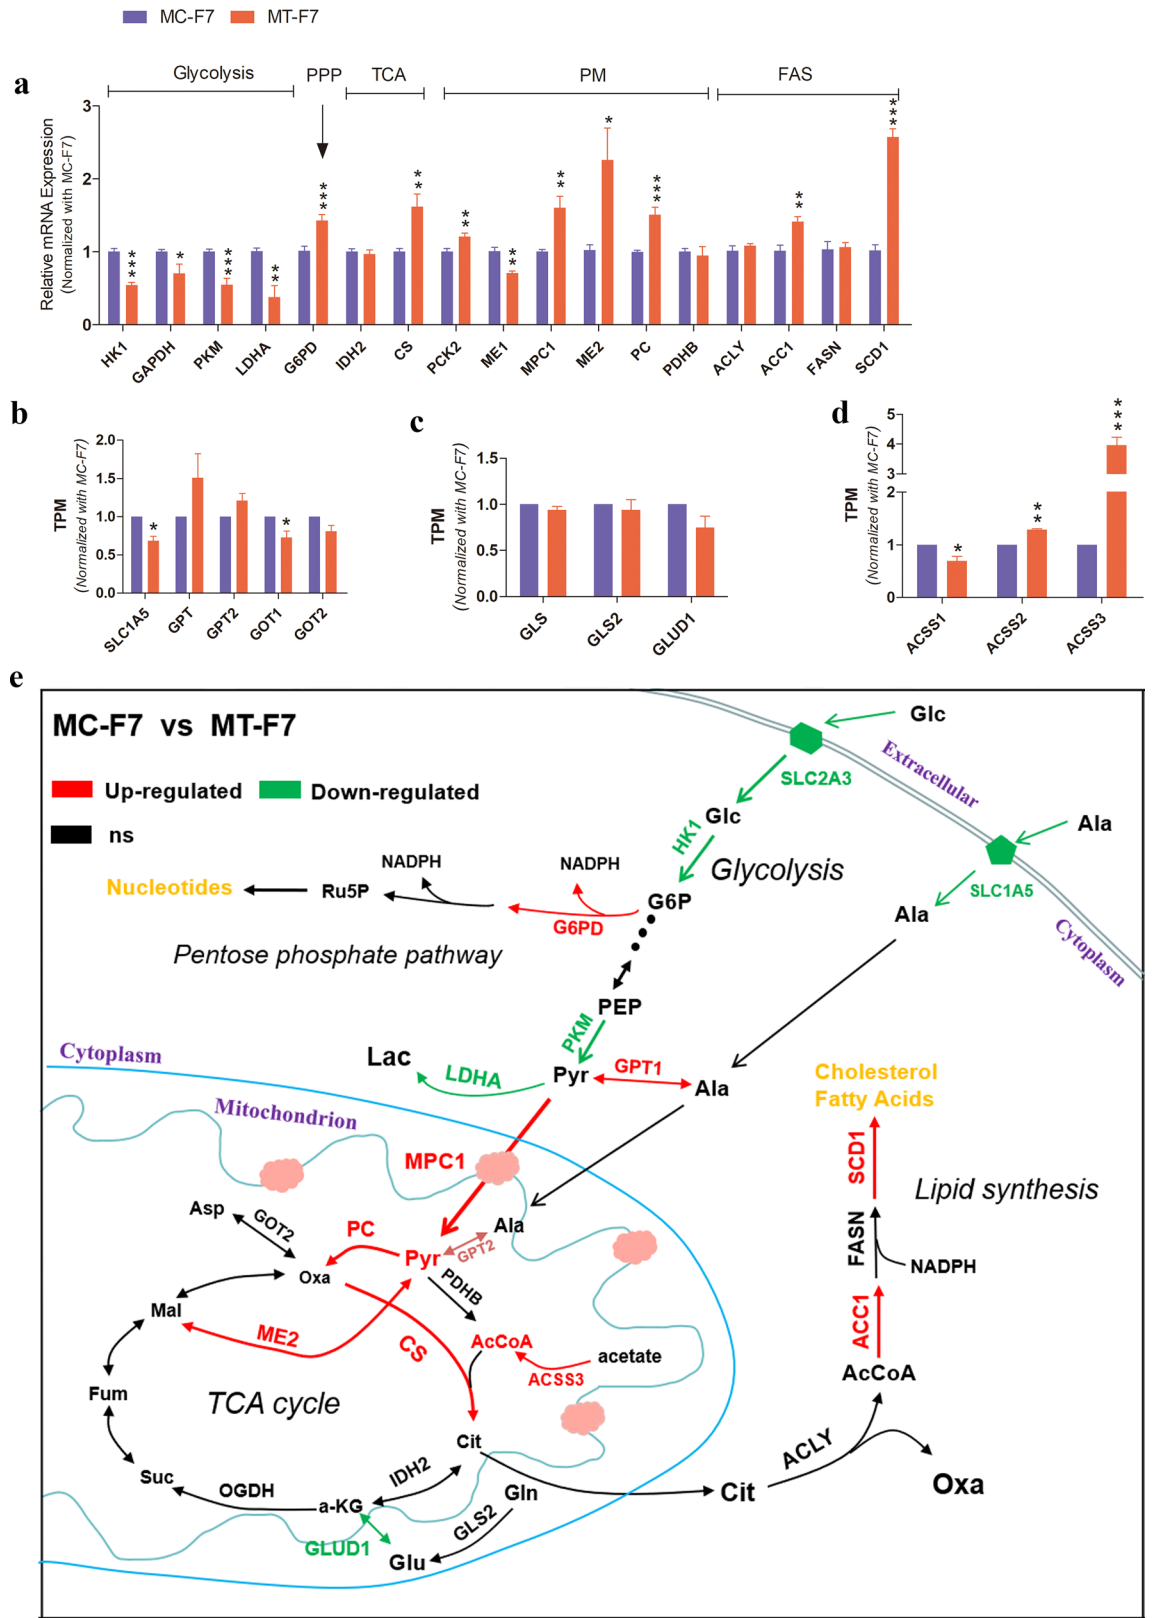 MC-F7 MT-F7
a
Glycolysis PPP TCA PM FAS
Relative mRNA Expression
(Normalized with MC-F7)
3
2
1
0
*** * *** ** *** ** ** ** ** * *** ** ***
HK1 GAPDH PKM LDHA G6PD IDH2 CS PCK2 ME1 MPC1 ME2 PC PDHB ACLY ACC1 FASN SCD1
b
TPM
(Normalized with MC-F7)
2.0
1.5
1.0
0.5
0.0
* *
SLC1A5 GPT GPT2 GOT1 GOT2
c
TPM
(Normalized with MC-F7)
1.5
1.0
0.5
0.0
GLS GLS2 GLUD1
d
TPM
(Normalized with MC-F7)
5
4
3
2
1
0
* ** ***
ACSS1 ACSS2 ACSS3
e
MC-F7 vs MT-F7
Up-regulated Down-regulated
ns
Glc
Extracellular
SLC2A3
Glc
Ala
HK1
Glycolysis
NADPH NADPH
Nucleotides Ru5P
G6P
SLC1A5
Ala
G6PD
Cytoplasm
Pentose phosphate pathway
PEP
PKM
Cytoplasm
Lac
LDHA
Pyr
GPT1
Ala
Cholesterol
Fatty Acids
Mitochondrion
MPC1
SCD1
Lipid synthesis
Asp
GOT2
PC
Ala
GPT2
Pyr
FASN
NADPH
Oxa
PDHB
Mal
ME2
CS
AcCoA
acetate
ACSS3
ACC1
AcCoA
Fum
TCA cycle
Cit
ACLY
Suc
OGDH
a-KG
IDH2
Gln
Cit
Oxa
GLS2
GLUD1
Glu